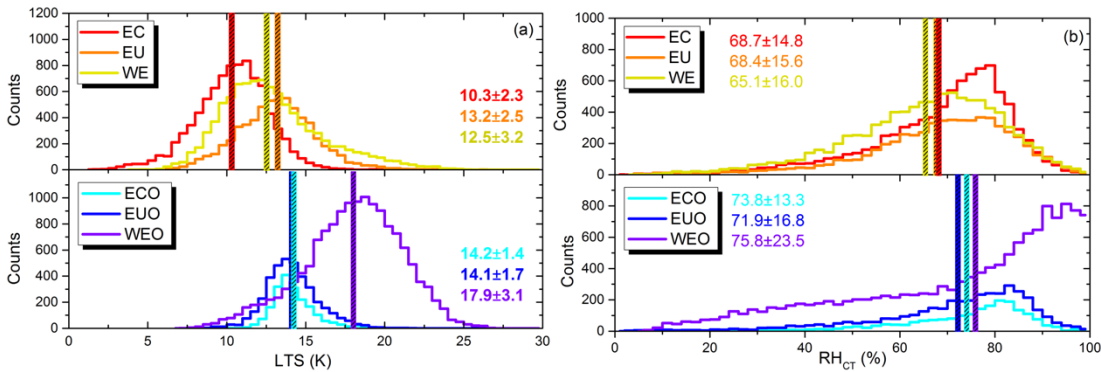 1200
1000
800
600
400
200
0
Counts
EC
EU
WE
(a)
10.3±2.3
13.2±2.5
12.5±3.2
1000
800
600
400
200
0
Counts
ECO
EUO
WEO
14.2±1.4
14.1±1.7
17.9±3.1
0 5 10 15 20 25 30
LTS (K)
1000
800
600
400
200
0
Counts
EC
EU
WE
(b)
68.7±14.8
68.4±15.6
65.1±16.0
800
600
400
200
0
Counts
ECO
EUO
WEO
73.8±13.3
71.9±16.8
75.8±23.5
0 20 40 60 80 100
RH_CT (%)